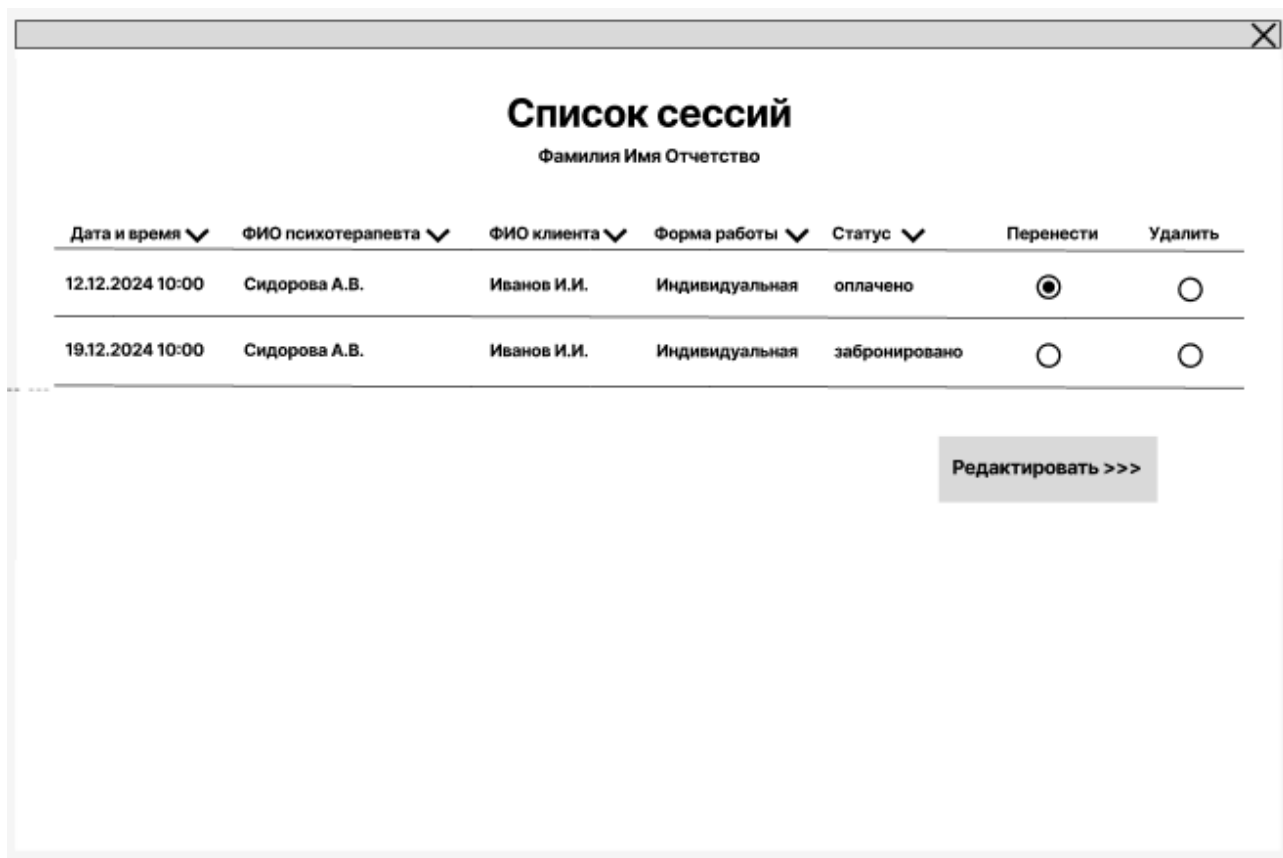 Список сессий
Фамилия Имя Отчетство
Дата и время ФИО психотерапевта ФИО клиента Форма работы Статус Перенести Удалить
12.12.2024 10:00 Сидорова А.В. Иванов И.И. Индивидуальная оплачено
19.12.2024 10:00 Сидорова А.В. Иванов И.И. Индивидуальная забронировано
Редактировать >>>